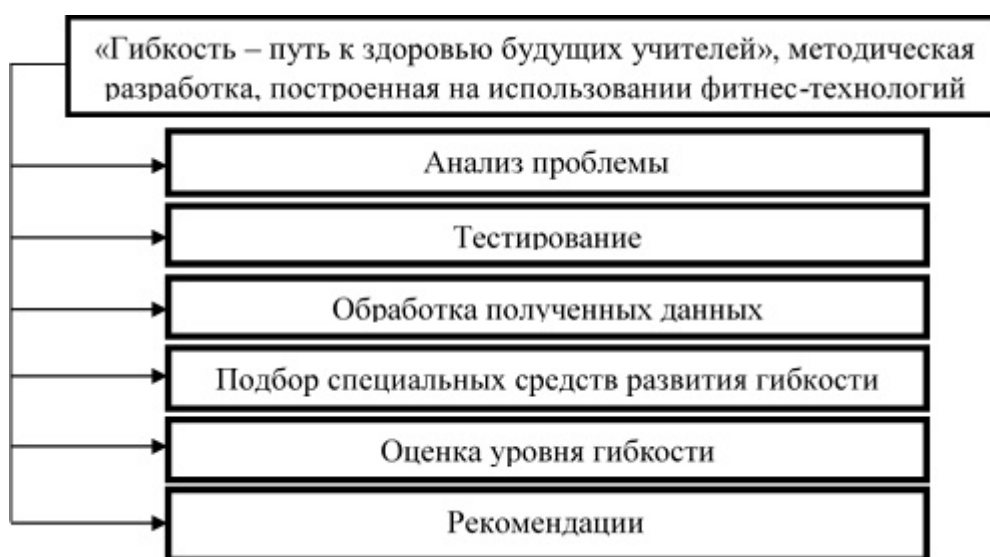 «Гибкость – путь к здоровью будущих учителей», методическая
разработка, построенная на использовании фитнес-технологий
Анализ проблемы
Тестирование
Обработка полученных данных
Подбор специальных средств развития гибкости
Оценка уровня гибкости
Рекомендации